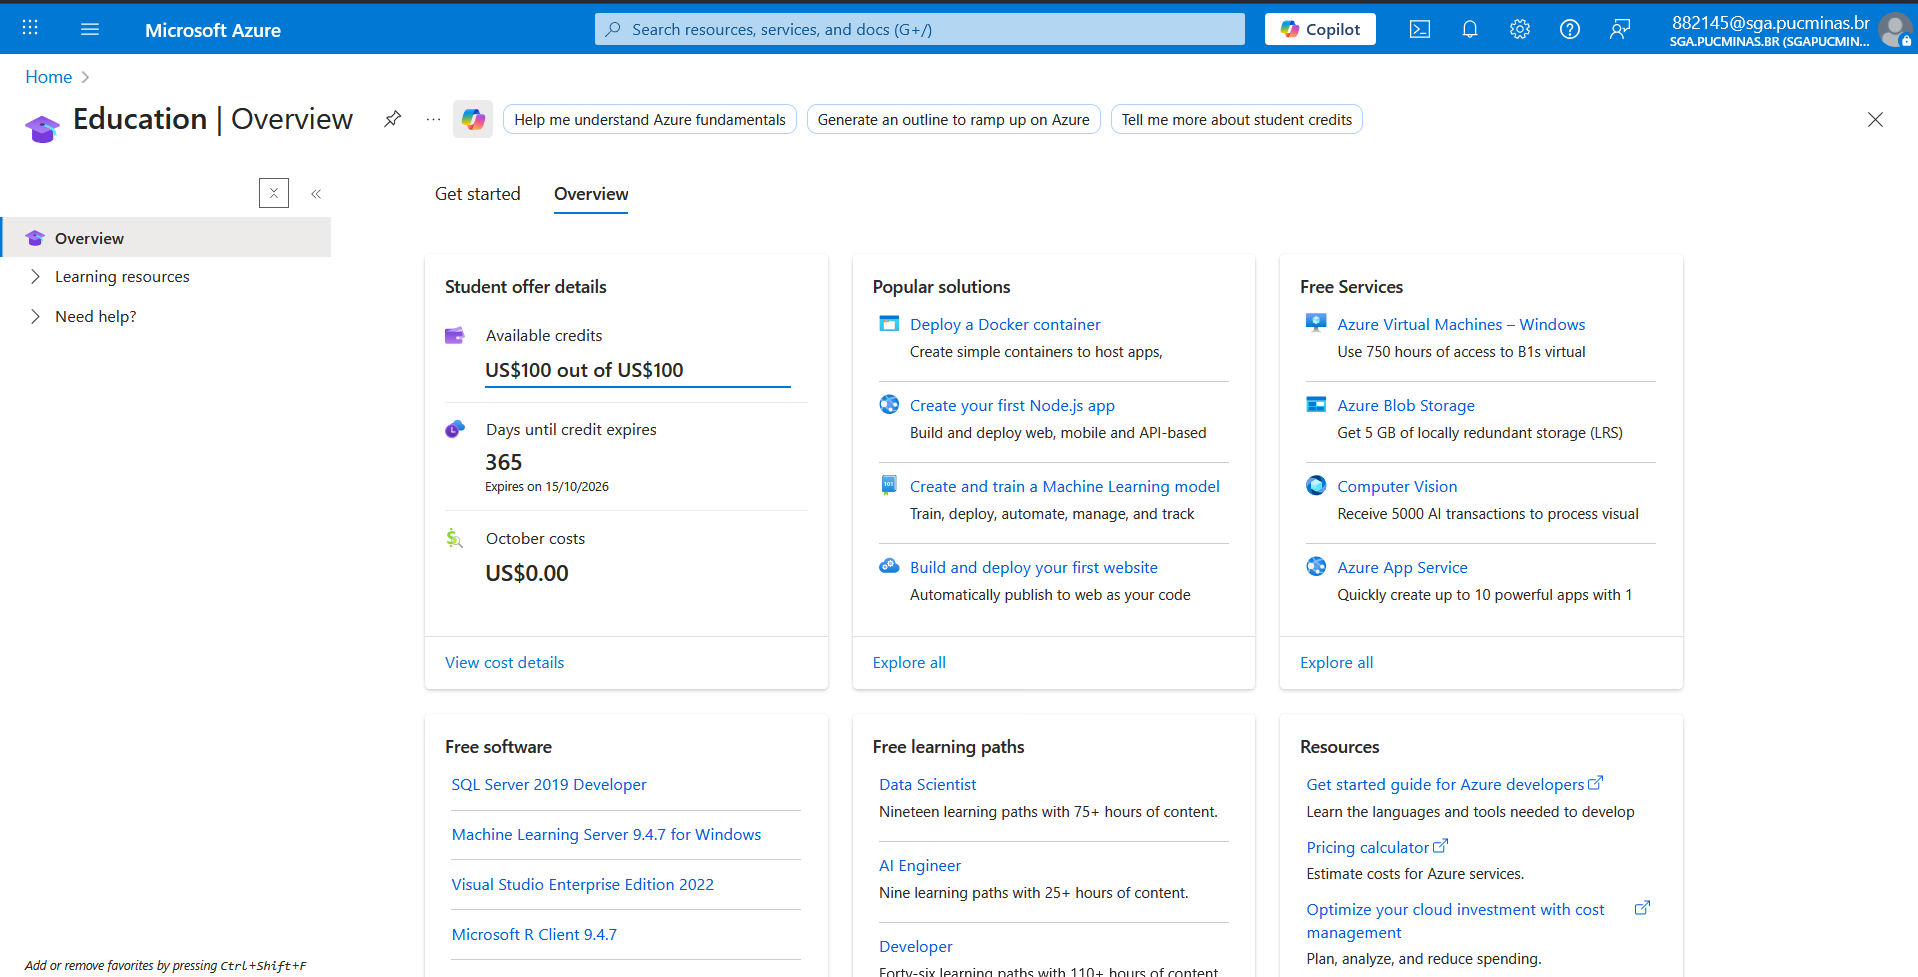 Microsoft Azure
Search resources, services, and docs (G+/)
Copilot
882145@sga.pucminas.br
SGA.PUCMINAS.BR (SGAPUCMIN...
Home
Education | Overview
...
Help me understand Azure fundamentals
Generate an outline to ramp up on Azure
Tell me more about student credits
Get started
Overview
Overview
Learning resources
Need help?
Student offer details
Available credits
US$100 out of US$100
Days until credit expires
365
Expires on 15/10/2026
October costs
US$0.00
View cost details
Popular solutions
Deploy a Docker container
Create simple containers to host apps,
Create your first Node.js app
Build and deploy web, mobile and API-based
Create and train a Machine Learning model
Train, deploy, automate, manage, and track
Build and deploy your first website
Automatically publish to web as your code
Explore all
Free Services
Azure Virtual Machines – Windows
Use 750 hours of access to B1s virtual
Azure Blob Storage
Get 5 GB of locally redundant storage (LRS)
Computer Vision
Receive 5000 AI transactions to process visual
Azure App Service
Quickly create up to 10 powerful apps with 1
Explore all
Free software
SQL Server 2019 Developer
Machine Learning Server 9.4.7 for Windows
Visual Studio Enterprise Edition 2022
Microsoft R Client 9.4.7
Free learning paths
Data Scientist
Nineteen learning paths with 75+ hours of content.
AI Engineer
Nine learning paths with 25+ hours of content.
Developer
Forty-six learning paths with 110+ hours of content
Resources
Get started guide for Azure developers
Learn the languages and tools needed to develop
Pricing calculator
Estimate costs for Azure services.
Optimize your cloud investment with cost
management
Plan, analyze, and reduce spending.
Add or remove favorites by pressing Ctrl+Shift+F